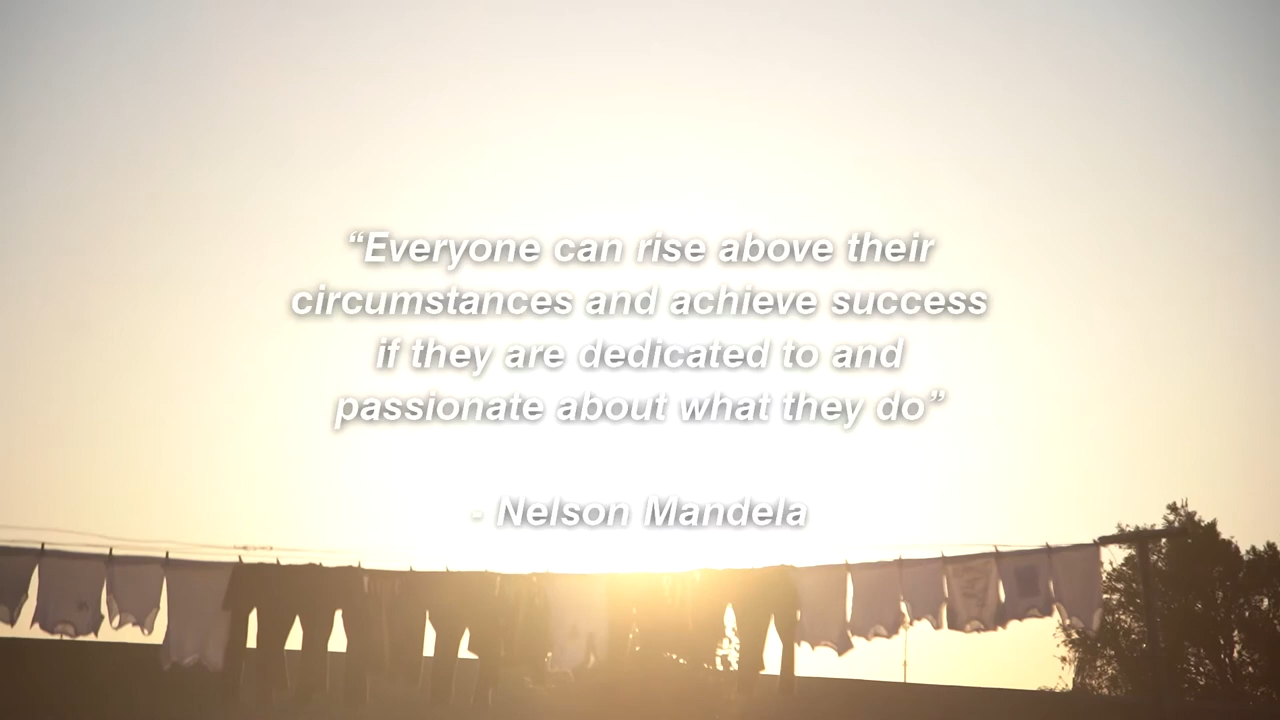 “Everyone can rise above their
circumstances and achieve success
if they are dedicated to and
passionate about what they do”
- Nelson Mandela